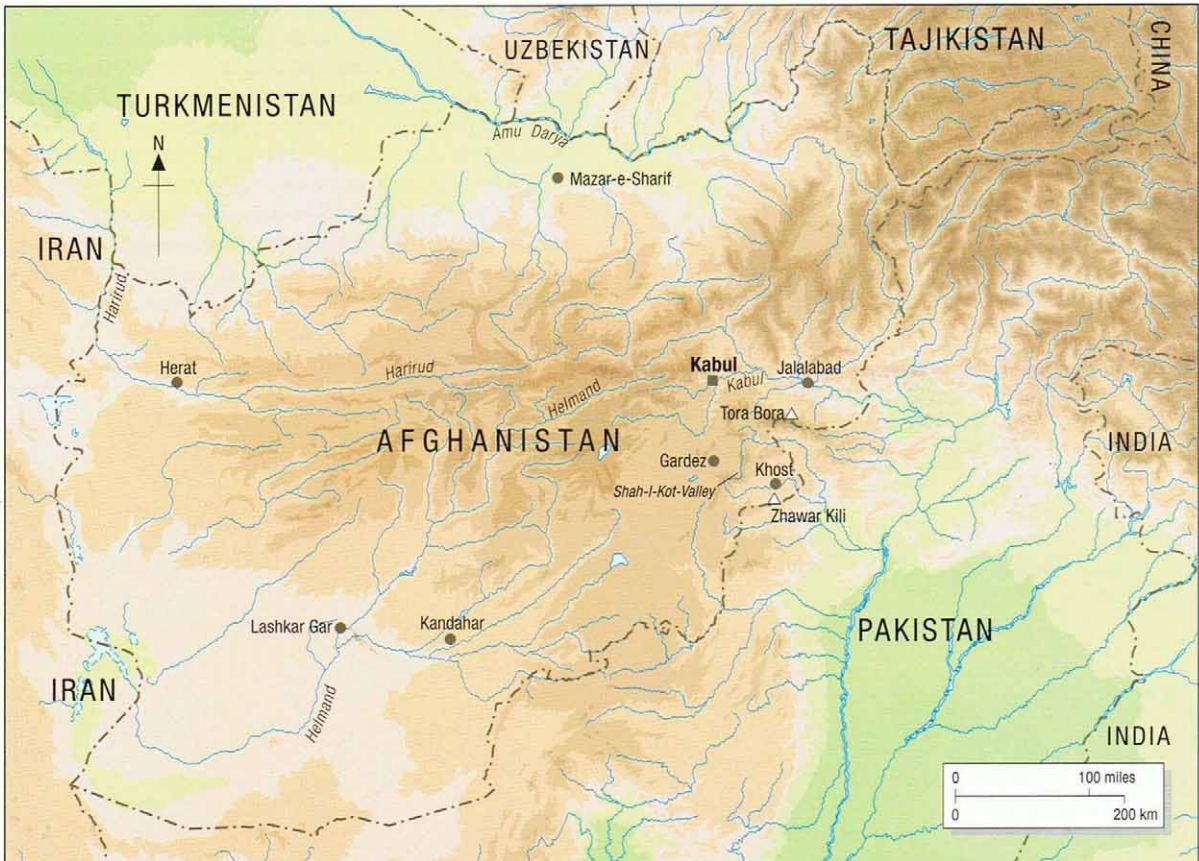 UZBEKISTAN
TAJIKISTAN
CHINA
TURKMENISTAN
N
Amu Darya
Mazar-e-Sharif
IRAN
Harirud
Herat
Harirud
Helmand
Kabul
Kabul
Jalalabad
Tora Bora
AFGHANISTAN
INDIA
Gardez
Khost
Shah-I-Kot-Valley
Zhawar Kili
Lashkar Gar
Kandahar
PAKISTAN
IRAN
Helmand
INDIA
0 100 miles
0 200 km